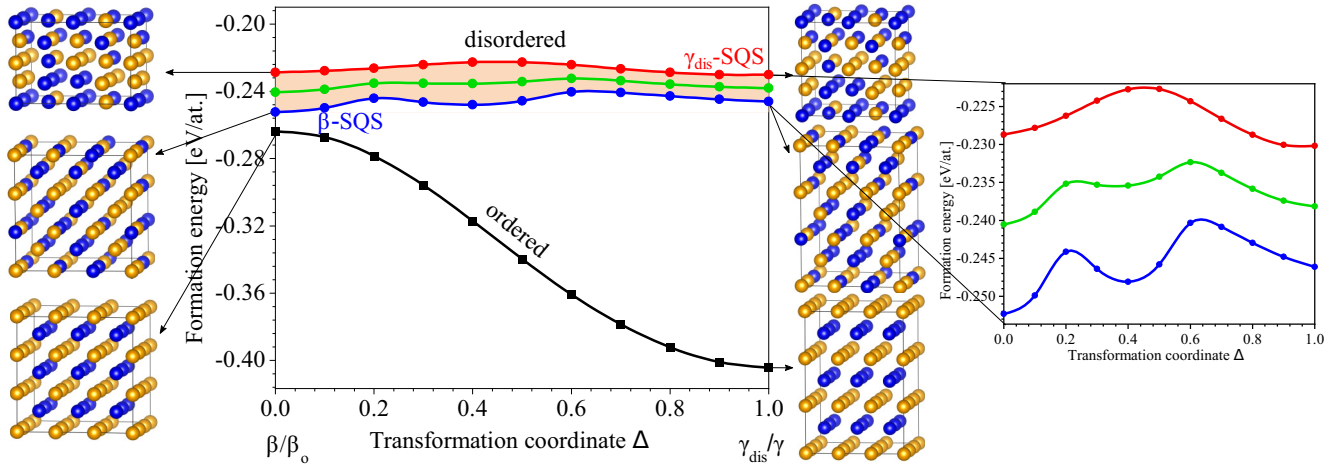 -0.20
-0.24
-0.28
-0.32
-0.36
-0.40
Formation energy [eV/at.]
disordered
γdis-SQS
β-SQS
ordered
0.0
0.2
0.4
0.6
0.8
1.0
β/βo
Transformation coordinate Δ
γdis/γ
-0.225
-0.230
-0.235
-0.240
-0.245
-0.250
Formation energy [eV/at.]
0.0
0.2
0.4
0.6
0.8
1.0
Transformation coordinate Δ